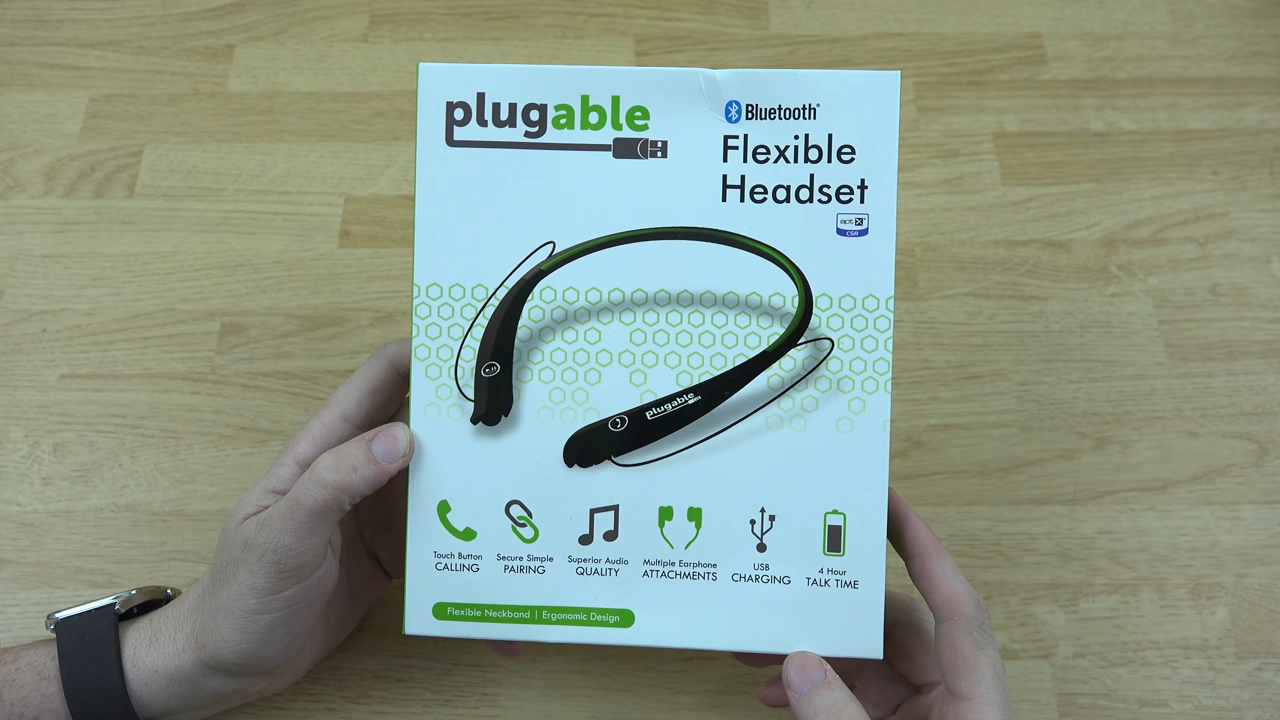 plugable
Bluetooth®
Flexible
Headset
aptX
CSR
plugable
Touch Button
CALLING
Secure Simple
PAIRING
Superior Audio
QUALITY
Multiple Earphone
ATTACHMENTS
USB
CHARGING
4 Hour
TALK TIME
Flexible Neckband | Ergonomic Design